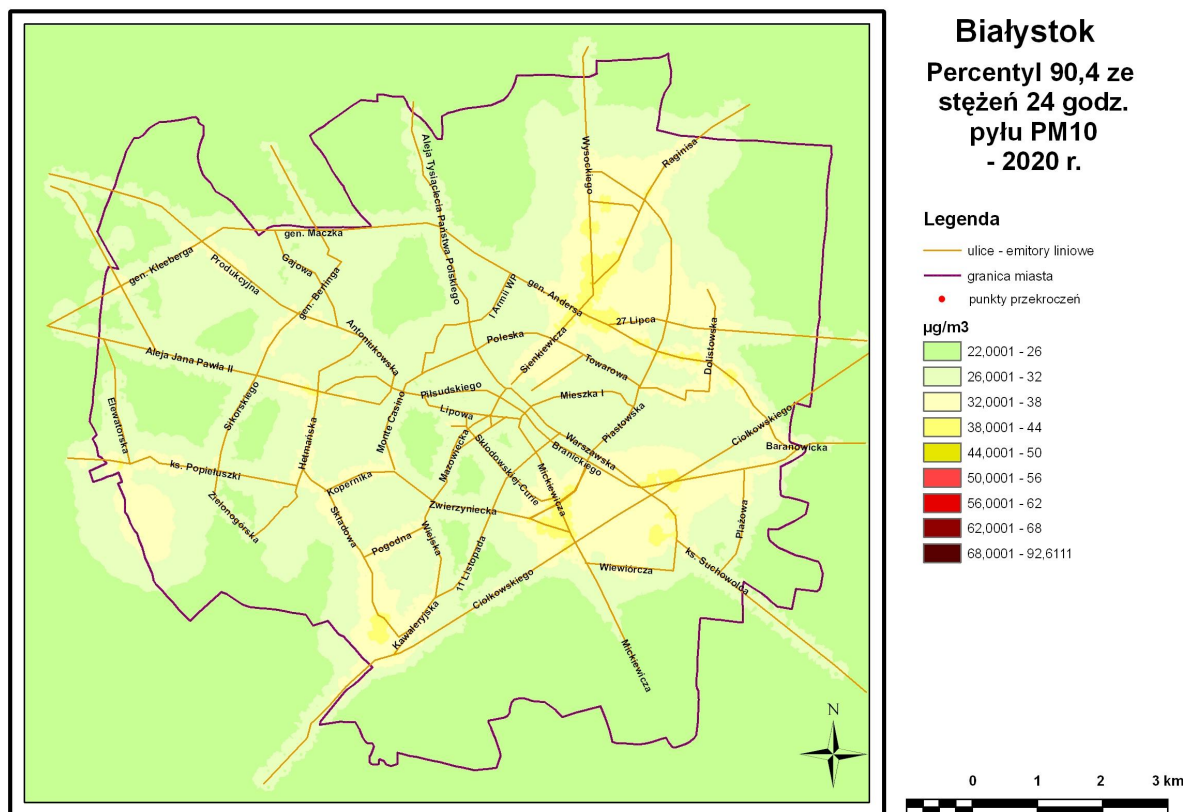 Białystok
Percentyl 90,4 ze
stężeń 24 godz.
pyłu PM10
- 2020 r.
Legenda
ulice - emitory liniowe
granica miasta
punkty przekroczeń
µg/m3
22,0001 - 26
26,0001 - 32
32,0001 - 38
38,0001 - 44
44,0001 - 50
50,0001 - 56
56,0001 - 62
62,0001 - 68
68,0001 - 92,6111
0 1 2 3 km
N
Wysockiego
Raginisa
Aleja Tysiąclecia Państwa Polskiego
gen. Maczka
gen. Kleeberga
Produkcyjna
Gajowa
gen. Berlinga
I Armii WP
gen. Andersa
27 Lipca
Antoniukowska
Poleska
Sienkiewicza
Towarowa
Dolistowska
Aleja Jana Pawła II
Piłsudskiego
Mieszka I
Elewatorska
Sikorskiego
Hetmańska
Monte Casino
Lipowa
Piastowska
Ciołkowskiego
Warszawska
Branickiego
Baranowicka
Mazowiecka
Skłodowskiej-Curie
Mickiewicza
ks. Popiełuszki
Kopernika
Zwierzyniecka
Zielonogórska
Składowa
Pogodna
Wiejska
11 Listopada
Plażowa
ks. Suchowolca
Wiewiórcza
Ciołkowskiego
Kawaleryjska
Mickiewicza